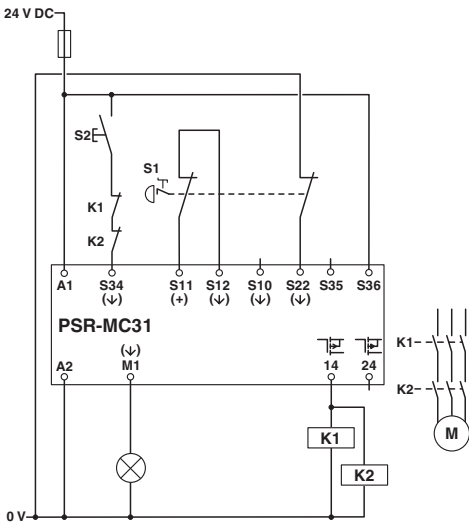 24 V DC
S2
S1
K1
K2
A1 S34 S11 S12 S10 S22 S35 S36
(↓) (+) (↓) (↓) (↓)
PSR-MC31
(↓)
A2 M1 14 24
K1
K2
M
K1
K2
0 V